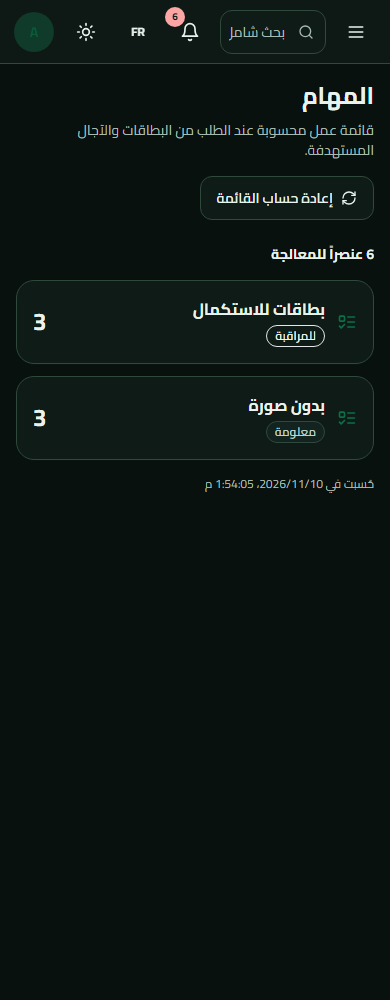 بحث شامل
6
FR
A
المهام
قائمة عمل محسوبة عند الطلب من البطاقات والآجال
المستهدفة.
إعادة حساب القائمة
6 عنصراً للمعالجة
بطاقات للاستكمال
للمراقبة
3
بدون صورة
معلومة
3
حُسبت في 2026/11/10، 1:54:05 م